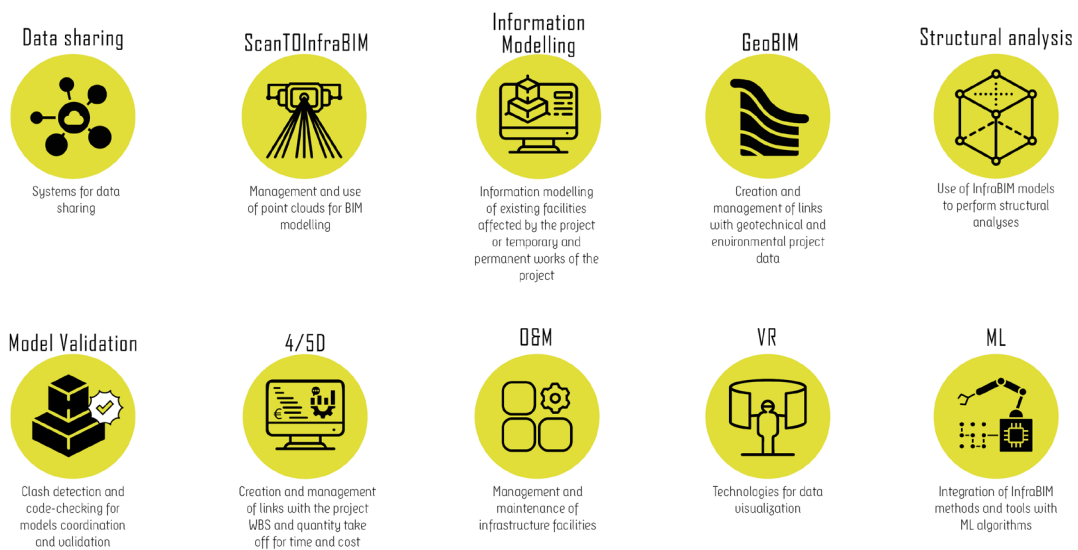 Data sharing
Systems for data
sharing
ScanTOInfraBIM
Management and use
of point clouds for BIM
modelling
Information
Modelling
Information modelling
of existing facilities
affected by the project
or temporary and
permanent works of the
project
GeoBIM
Creation and
management of links
with geotechnical and
environmental project
data
Structural analysis
Use of InfraBIM models
to perform structural
analyses
Model Validation
Clash detection and
code-checking for
models coordination
and validation
4/5D
€
Creation and management
of links with the project
WBS and quantity take
off for time and cost
O&M
Management and
maintenance of
infrastructure facilities
VR
Technologies for data
visualization
ML
Integration of InfraBIM
methods and tools with
ML algorithms